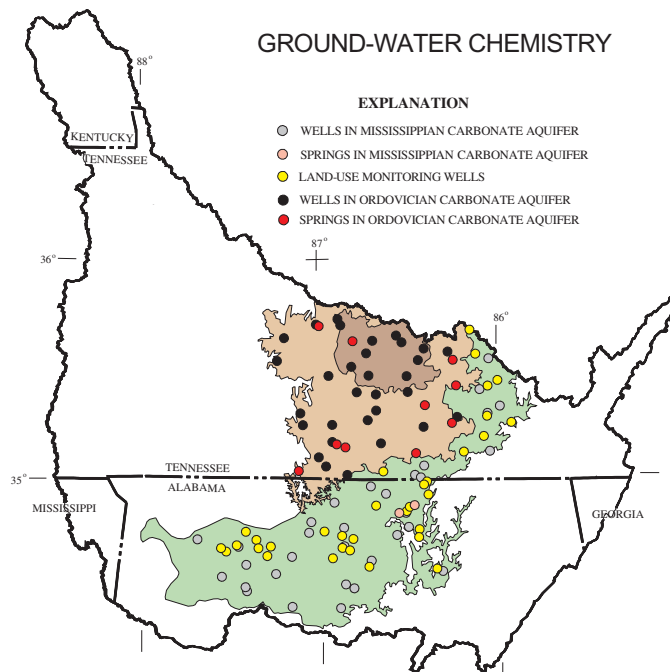 GROUND-WATER CHEMISTRY
88°
EXPLANATION
WELLS IN MISSISSIPPIAN CARBONATE AQUIFER
SPRINGS IN MISSISSIPPIAN CARBONATE AQUIFER
LAND-USE MONITORING WELLS
WELLS IN ORDOVICIAN CARBONATE AQUIFER
SPRINGS IN ORDOVICIAN CARBONATE AQUIFER
KENTUCKY
TENNESSEE
87°
36°
86°
35°
TENNESSEE
ALABAMA
MISSISSIPPI
GEORGIA